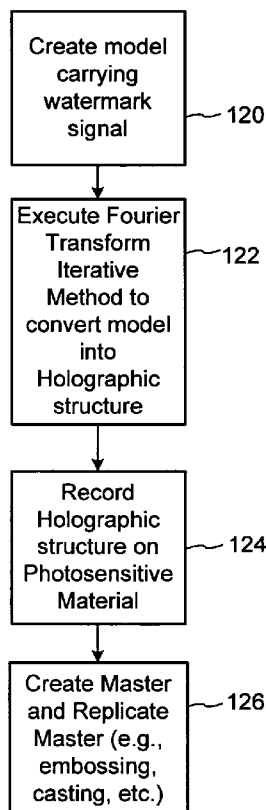 Create model
carrying
watermark
signal
120
Execute Fourier
Transform
Iterative
Method to
convert model
into
Holographic
structure
122
Record
Holographic
structure on
Photosensitive
Material
124
Create Master
and Replicate
Master (e.g.,
embossing,
casting, etc.)
126